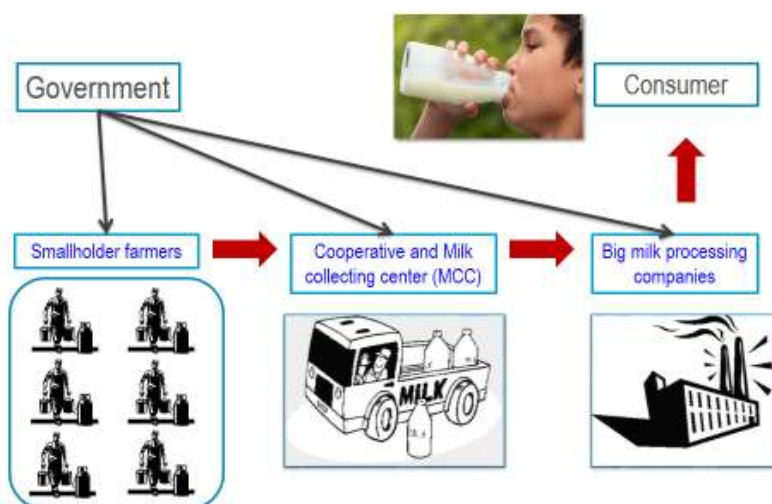 Government
Consumer
Smallholder farmers
Cooperative and Milk
collecting center (MCC)
Big milk processing
companies
MILK